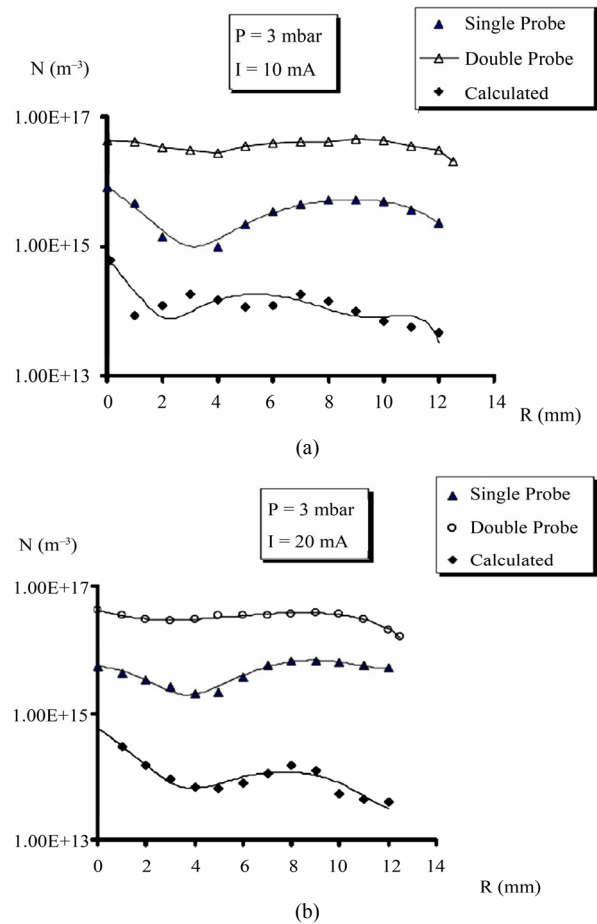 P = 3 mbar
I = 10 mA
Single Probe
Double Probe
Calculated
N (m⁻³)
1.00E+17
1.00E+15
1.00E+13
0 2 4 6 8 10 12 14
R (mm)
(a)
P = 3 mbar
I = 20 mA
Single Probe
Double Probe
Calculated
N (m⁻³)
1.00E+17
1.00E+15
1.00E+13
0 2 4 6 8 10 12 14
R (mm)
(b)